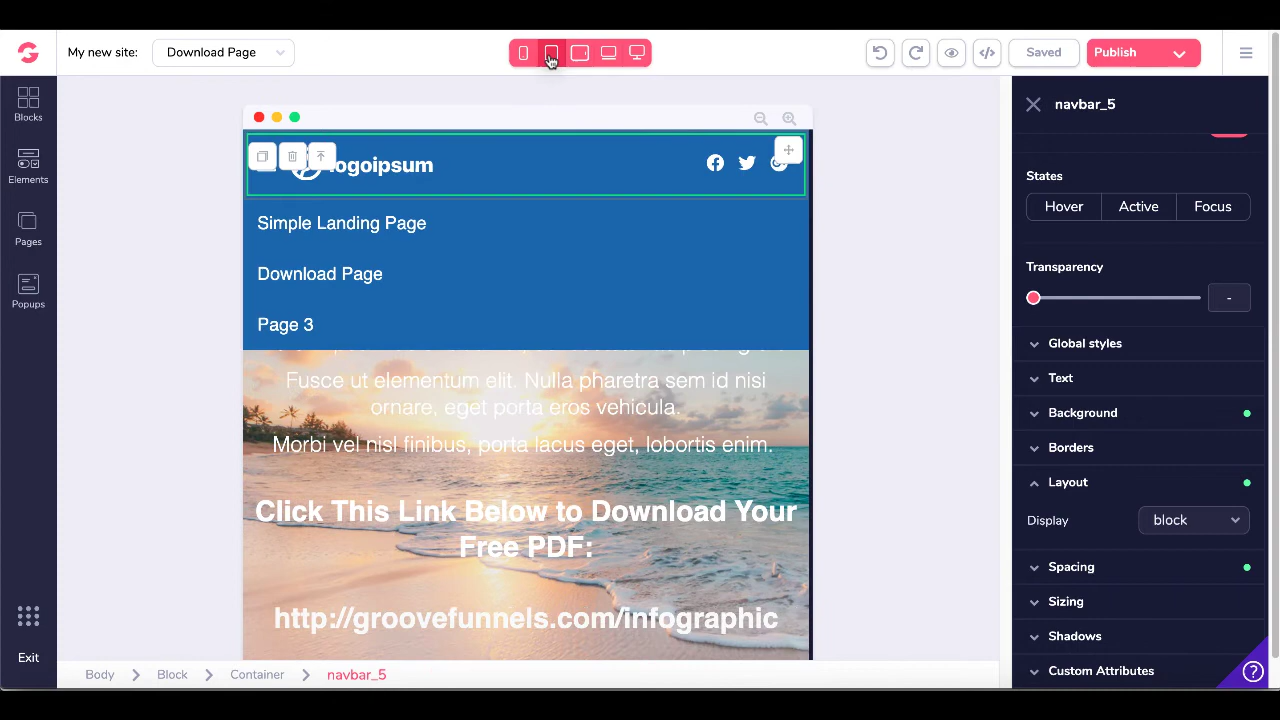 My new site:
Download Page
Saved
Publish
Blocks
Elements
Pages
Popups
Exit
logoipsum
Simple Landing Page
Download Page
Page 3
Fusce ut elementum elit. Nulla pharetra sem id nisi
ornare, eget porta eros vehicula.
Morbi vel nisl finibus, porta lacus eget, lobortis enim.
Click This Link Below to Download Your
Free PDF:
http://groovefunnels.com/infographic
Body
Block
Container
navbar_5
navbar_5
States
Hover
Active
Focus
Transparency
-
Global styles
Text
Background
Borders
Layout
Display
block
Spacing
Sizing
Shadows
Custom Attributes